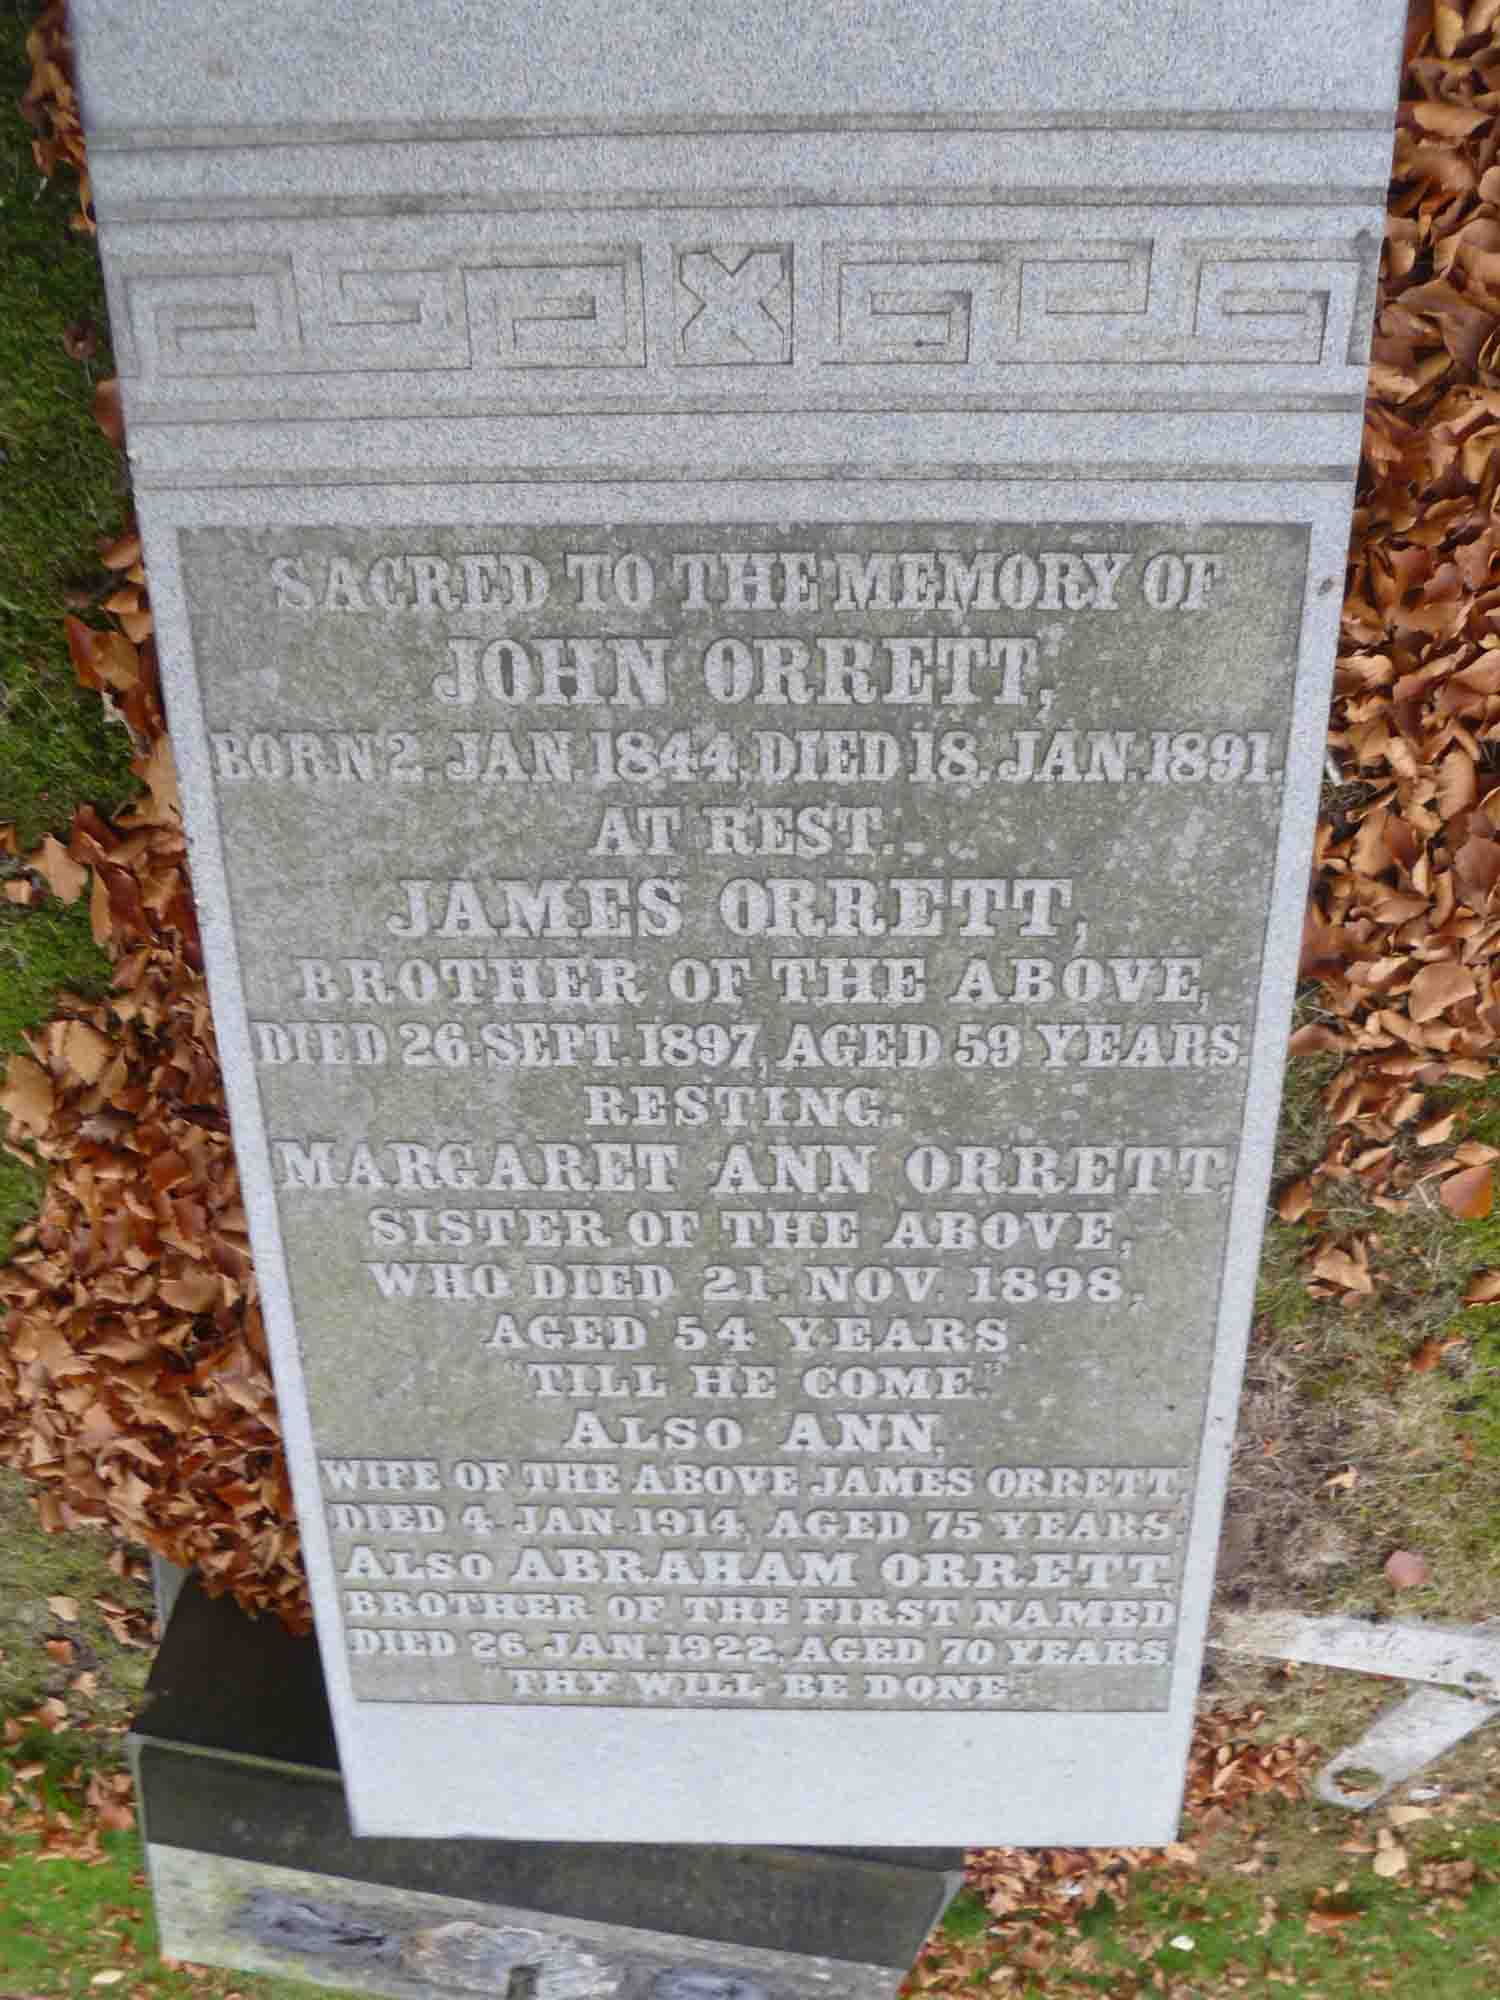 SACRED TO THE MEMORY OF
JOHN ORRETT,
BORN 2. JAN. 1844, DIED 18. JAN. 1891.
AT REST.
JAMES ORRETT,
BROTHER OF THE ABOVE,
DIED 26. SEPT. 1897, AGED 59 YEARS.
RESTING.
MARGARET ANN ORRETT,
SISTER OF THE ABOVE,
WHO DIED 21. NOV. 1898,
AGED 54 YEARS.
"TILL HE COME."
ALSO ANN,
WIFE OF THE ABOVE JAMES ORRETT,
DIED 4. JAN. 1914, AGED 75 YEARS.
ALSO ABRAHAM ORRETT,
BROTHER OF THE FIRST NAMED
DIED 26. JAN. 1922, AGED 70 YEARS.
"THY WILL BE DONE."